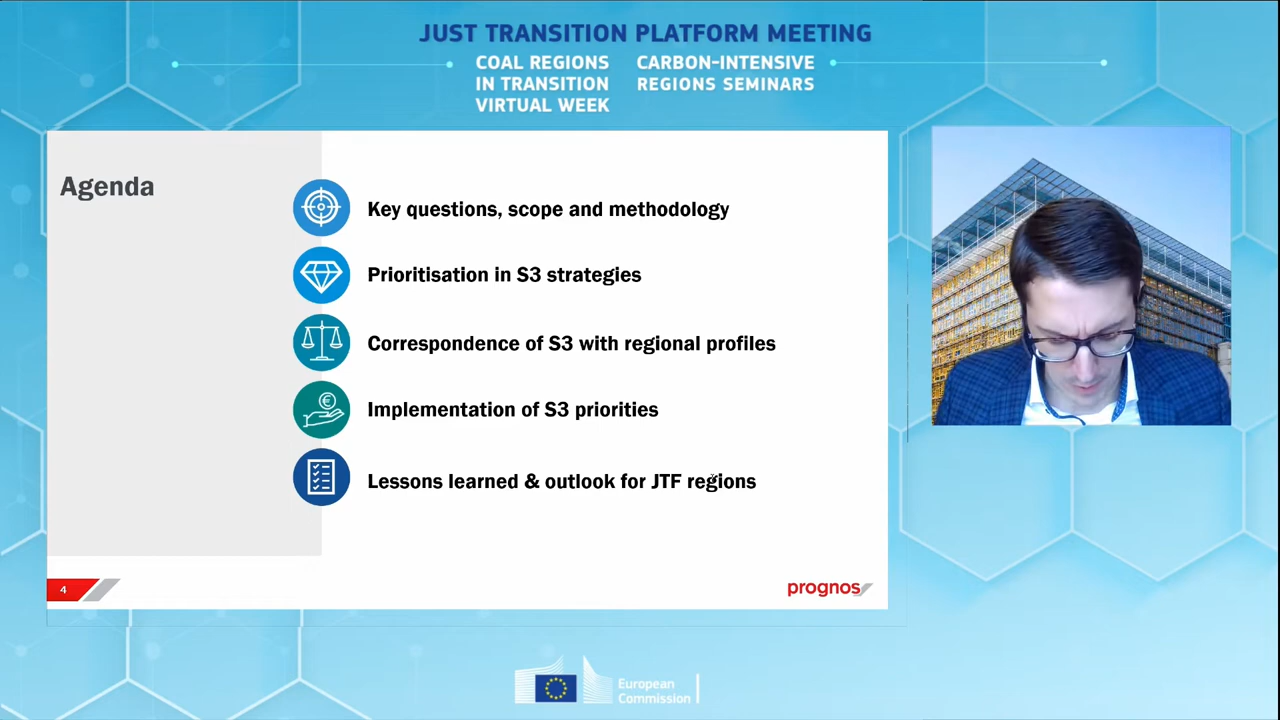 JUST TRANSITION PLATFORM MEETING
COAL REGIONS
IN TRANSITION
VIRTUAL WEEK
CARBON-INTENSIVE
REGIONS SEMINARS
Agenda
Key questions, scope and methodology
Prioritisation in S3 strategies
Correspondence of S3 with regional profiles
Implementation of S3 priorities
Lessons learned & outlook for JTF regions
4
prognos
European
Commission